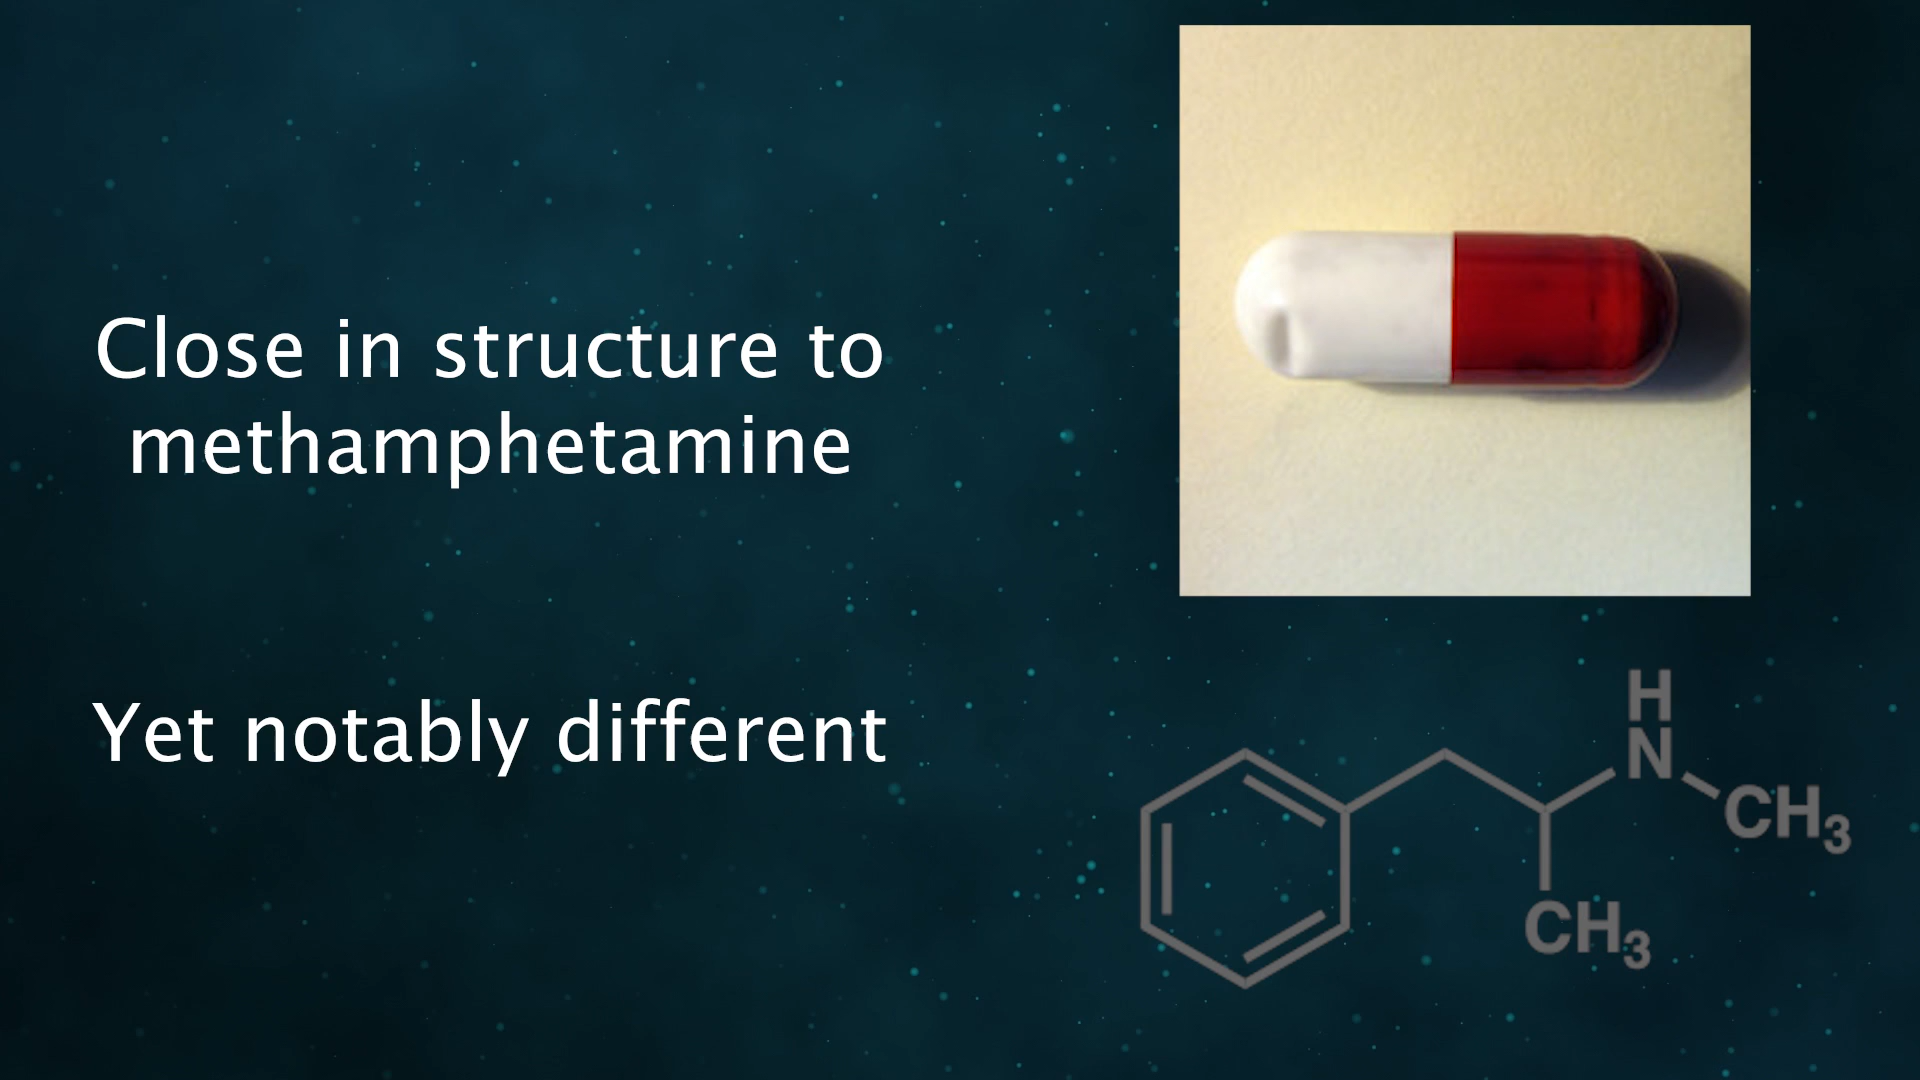 Close in structure to
methamphetamine
Yet notably different
H
N
CH3
CH3